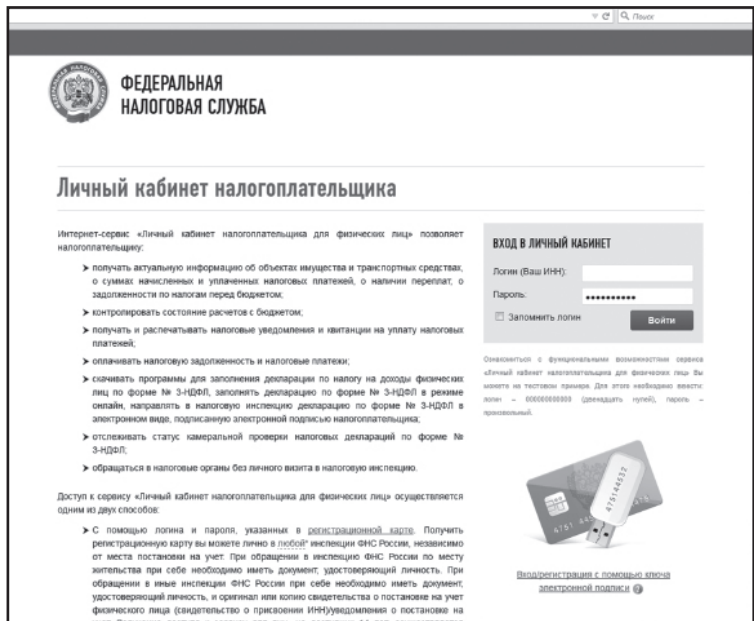 Поиск
ФЕДЕРАЛЬНАЯ
НАЛОГОВАЯ СЛУЖБА
Личный кабинет налогоплательщика
Интернет-сервис «Личный кабинет налогоплательщика для физических лиц» позволяет
налогоплательщику:
➤ получать актуальную информацию об объектах имущества и транспортных средствах,
о суммах начисленных и уплаченных налоговых платежей, о наличии переплат, о
задолженности по налогам перед бюджетом;
➤ контролировать состояние расчетов с бюджетом;
➤ получать и распечатывать налоговые уведомления и квитанции на уплату налоговых
платежей;
➤ оплачивать налоговую задолженность и налоговые платежи;
➤ скачивать программы для заполнения декларации по налогу на доходы физических
лиц по форме № 3-НДФЛ, заполнять декларацию по форме № 3-НДФЛ в режиме
онлайн, направлять в налоговую инспекцию декларацию по форме № 3-НДФЛ в
электронном виде, подписанную электронной подписью налогоплательщика;
➤ отслеживать статус камеральной проверки налоговых деклараций по форме №
3-НДФЛ;
➤ обращаться в налоговые органы без личного визита в налоговую инспекцию.
Доступ к сервису «Личный кабинет налогоплательщика для физических лиц» осуществляется
одним из двух способов:
➤ С помощью логина и пароля, указанных в регистрационной карте. Получить
регистрационную карту вы можете лично в любой* инспекции ФНС России, независимо
от места постановки на учет. При обращении в инспекцию ФНС России по месту
жительства при себе необходимо иметь документ, удостоверяющий личность. При
обращении в иные инспекции ФНС России при себе необходимо иметь документ,
удостоверяющий личность, и оригинал или копию свидетельства о постановке на учет
физического лица (свидетельство о присвоении ИНН)/уведомления о постановке на
ВХОД В ЛИЧНЫЙ КАБИНЕТ
Логин (Ваш ИНН):
Пароль: ••••••••••
Запомнить логин
Войти
Ознакомиться с функциональными возможностями сервиса
«Личный кабинет налогоплательщика для физических лиц» Вы
можете на тестовом примере. Для этого необходимо ввести:
логин – 000000000000 (двенадцать нулей), пароль –
произвольный.
475144532
4751
Вход/регистрация с помощью ключа
электронной подписи ?